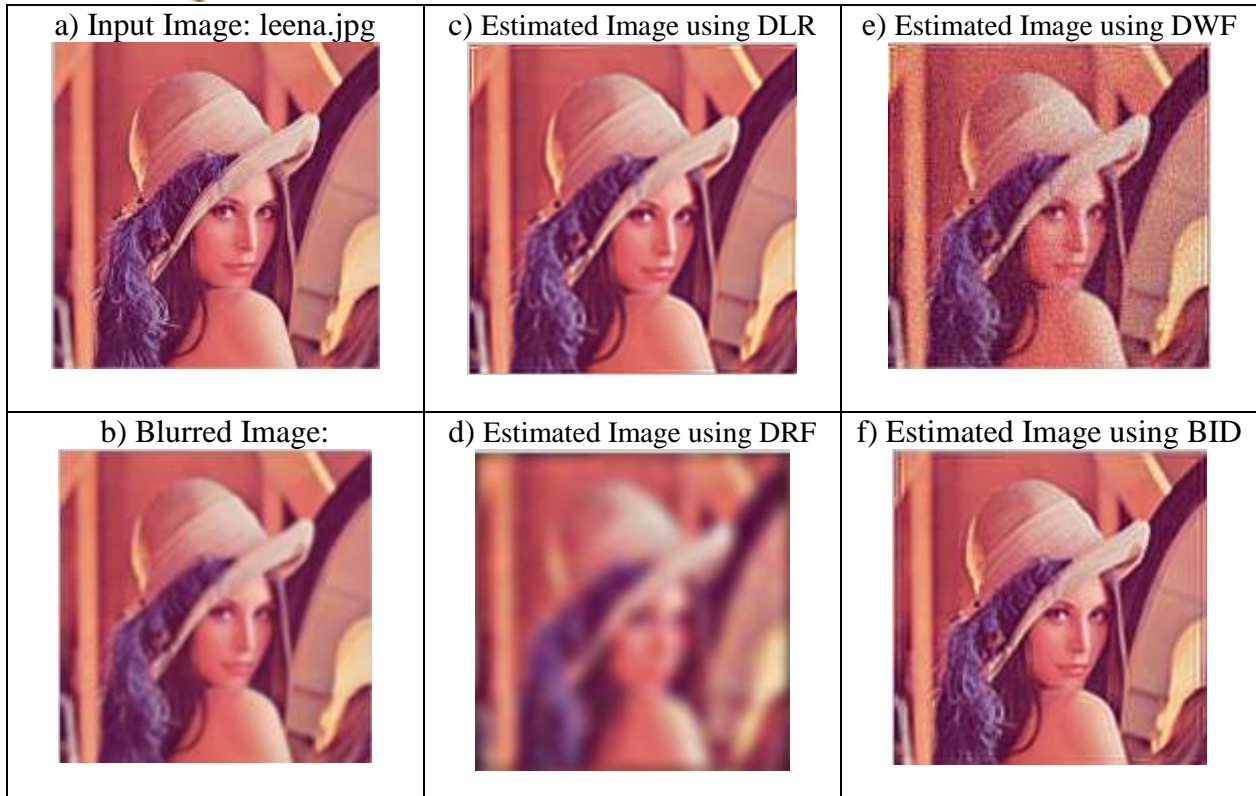 a) Input Image: leena.jpg
c) Estimated Image using DLR
e) Estimated Image using DWF
b) Blurred Image:
d) Estimated Image using DRF
f) Estimated Image using BID